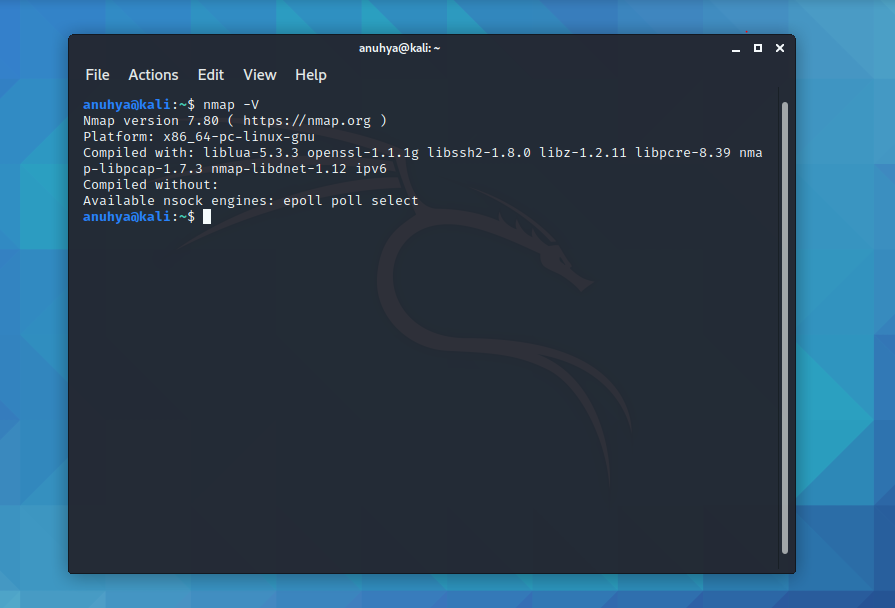 anuhya@kali: ~
File Actions Edit View Help
anuhya@kali:~$ nmap -V
Nmap version 7.80 ( https://nmap.org )
Platform: x86_64-pc-linux-gnu
Compiled with: liblua-5.3.3 openssl-1.1.1g libssh2-1.8.0 libz-1.2.11 libpcre-8.39 nma
p-libpcap-1.7.3 nmap-libdnet-1.12 ipv6
Compiled without:
Available nsock engines: epoll poll select
anuhya@kali:~$